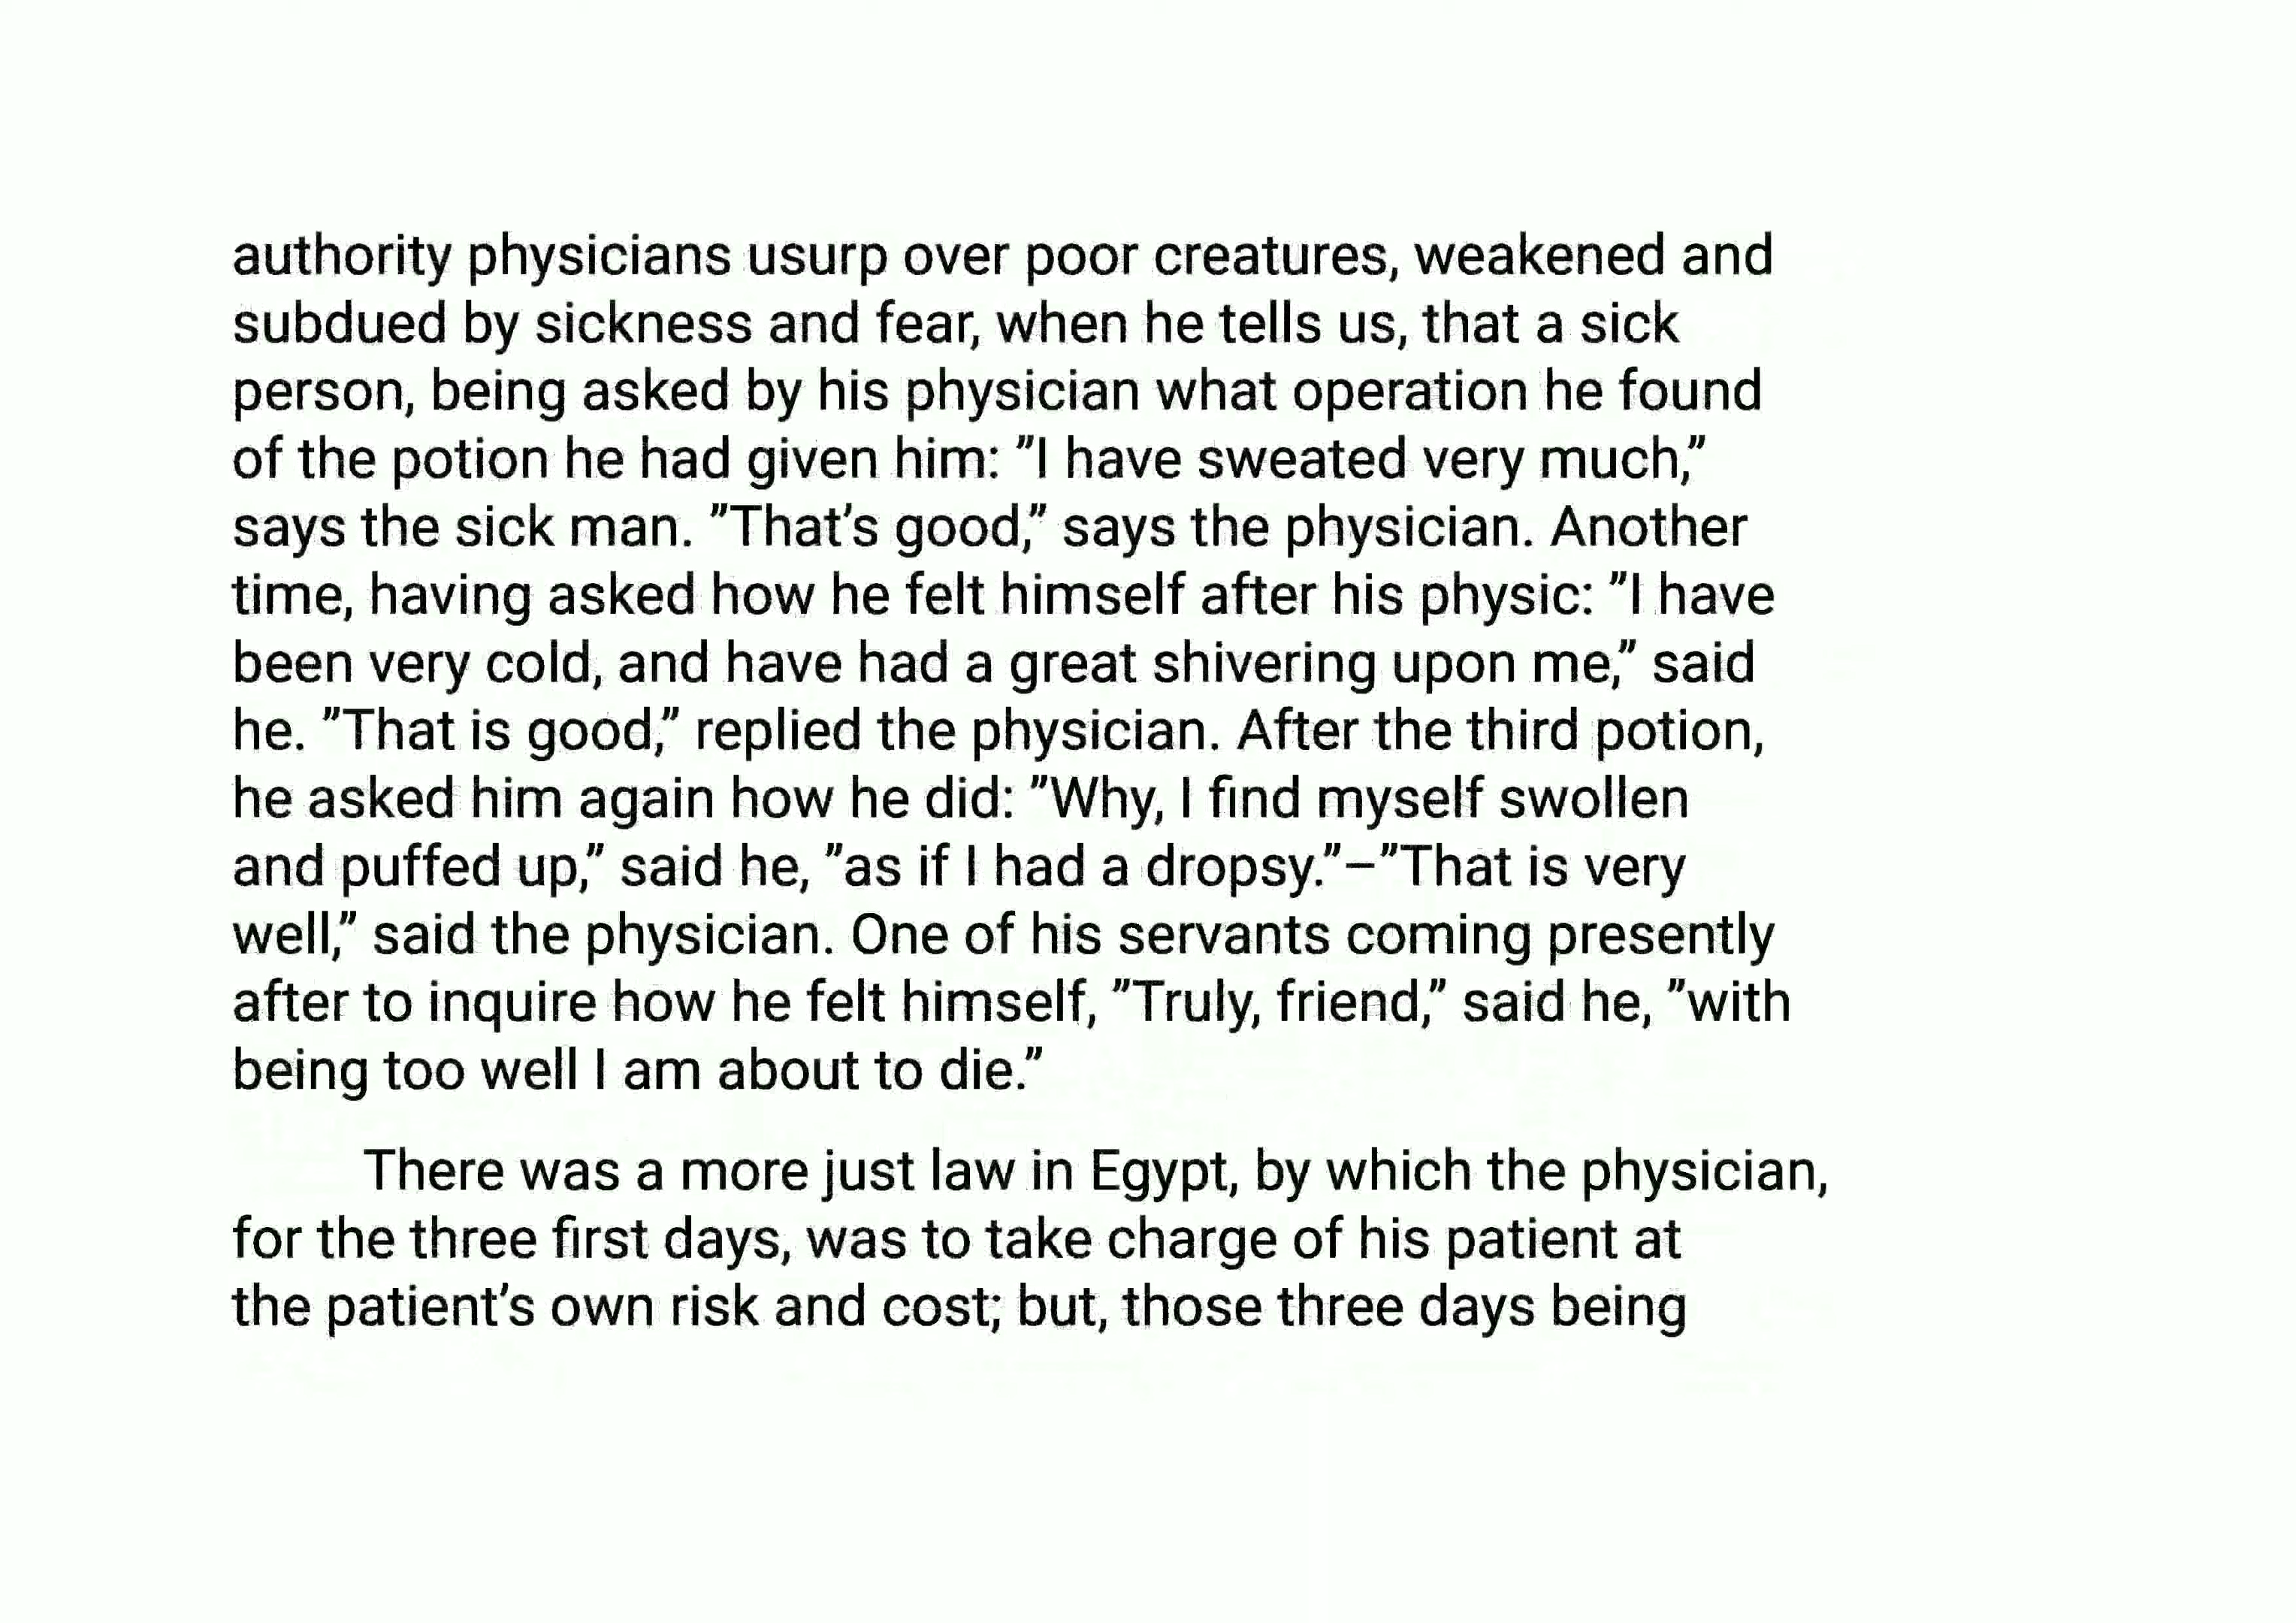 authority physicians usurp over poor creatures, weakened and
subdued by sickness and fear, when he tells us, that a sick
person, being asked by his physician what operation he found
of the potion he had given him: ”I have sweated very much,”
says the sick man. ”That’s good,” says the physician. Another
time, having asked how he felt himself after his physic: ”I have
been very cold, and have had a great shivering upon me,” said
he. ”That is good,” replied the physician. After the third potion,
he asked him again how he did: ”Why, I find myself swollen
and puffed up,” said he, ”as if I had a dropsy.”–”That is very
well,” said the physician. One of his servants coming presently
after to inquire how he felt himself, ”Truly, friend,” said he, ”with
being too well I am about to die.”
There was a more just law in Egypt, by which the physician,
for the three first days, was to take charge of his patient at
the patient’s own risk and cost; but, those three days being